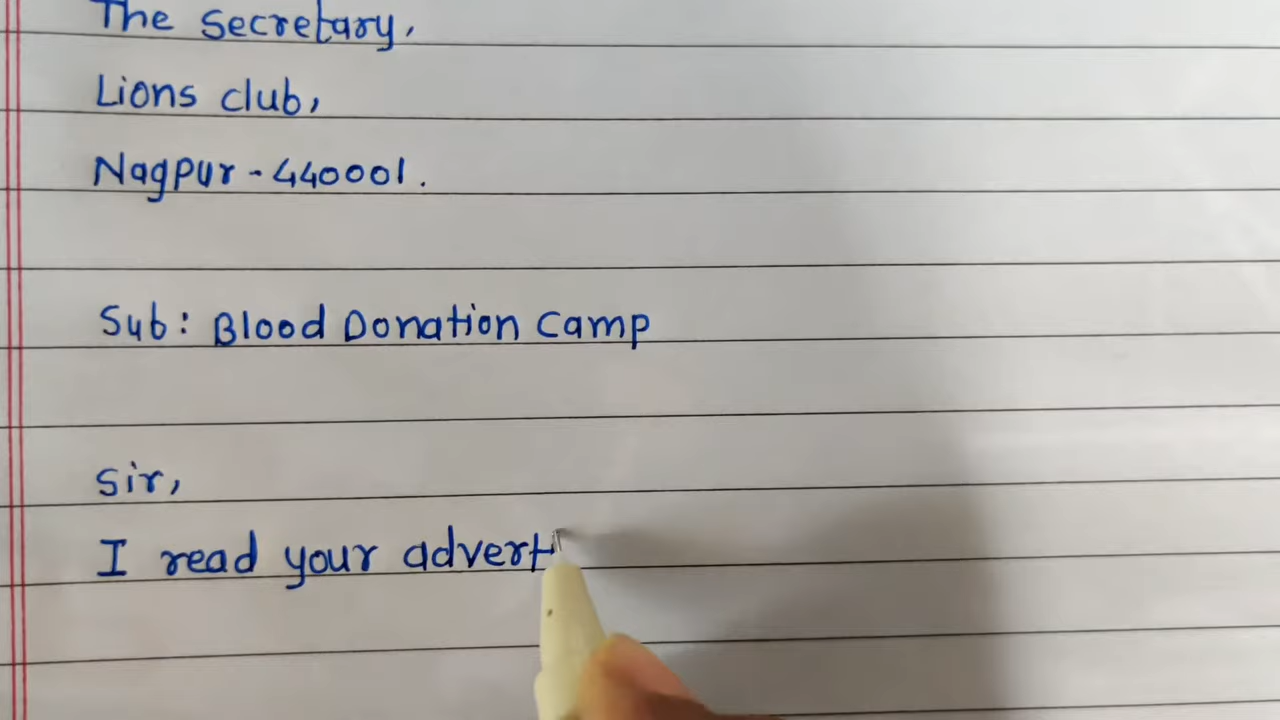 The Secretary,
Lions club,
Nagpur - 440001.
Sub: Blood Donation Camp
Sir,
I read your advert